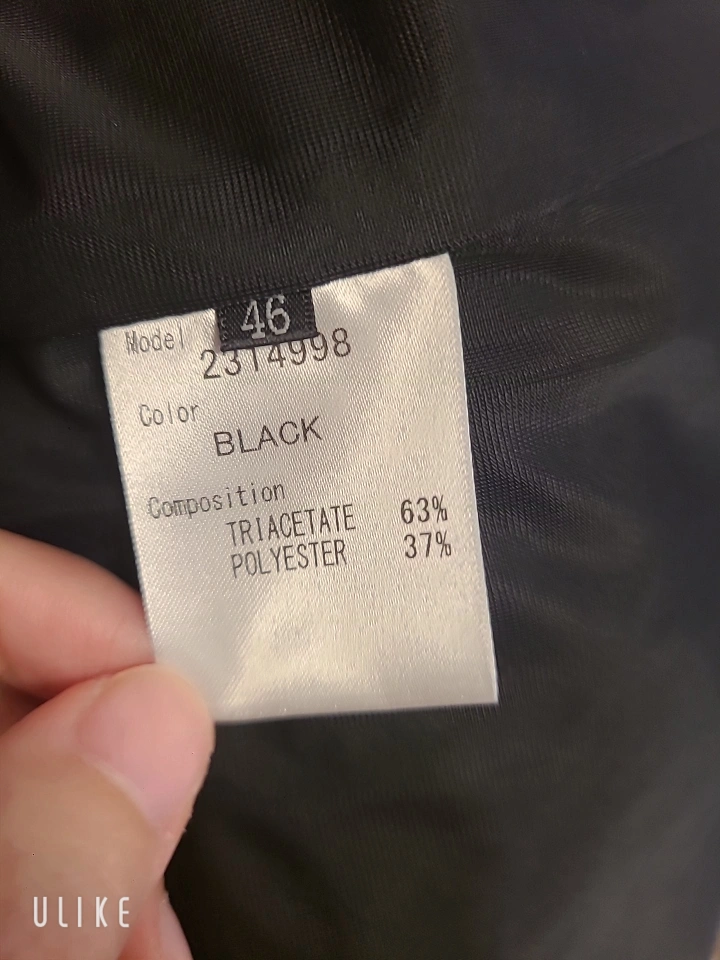 46
Model
2314998
Color
BLACK
Composition
TRIACETATE 63%
POLYESTER 37%
ULIKE